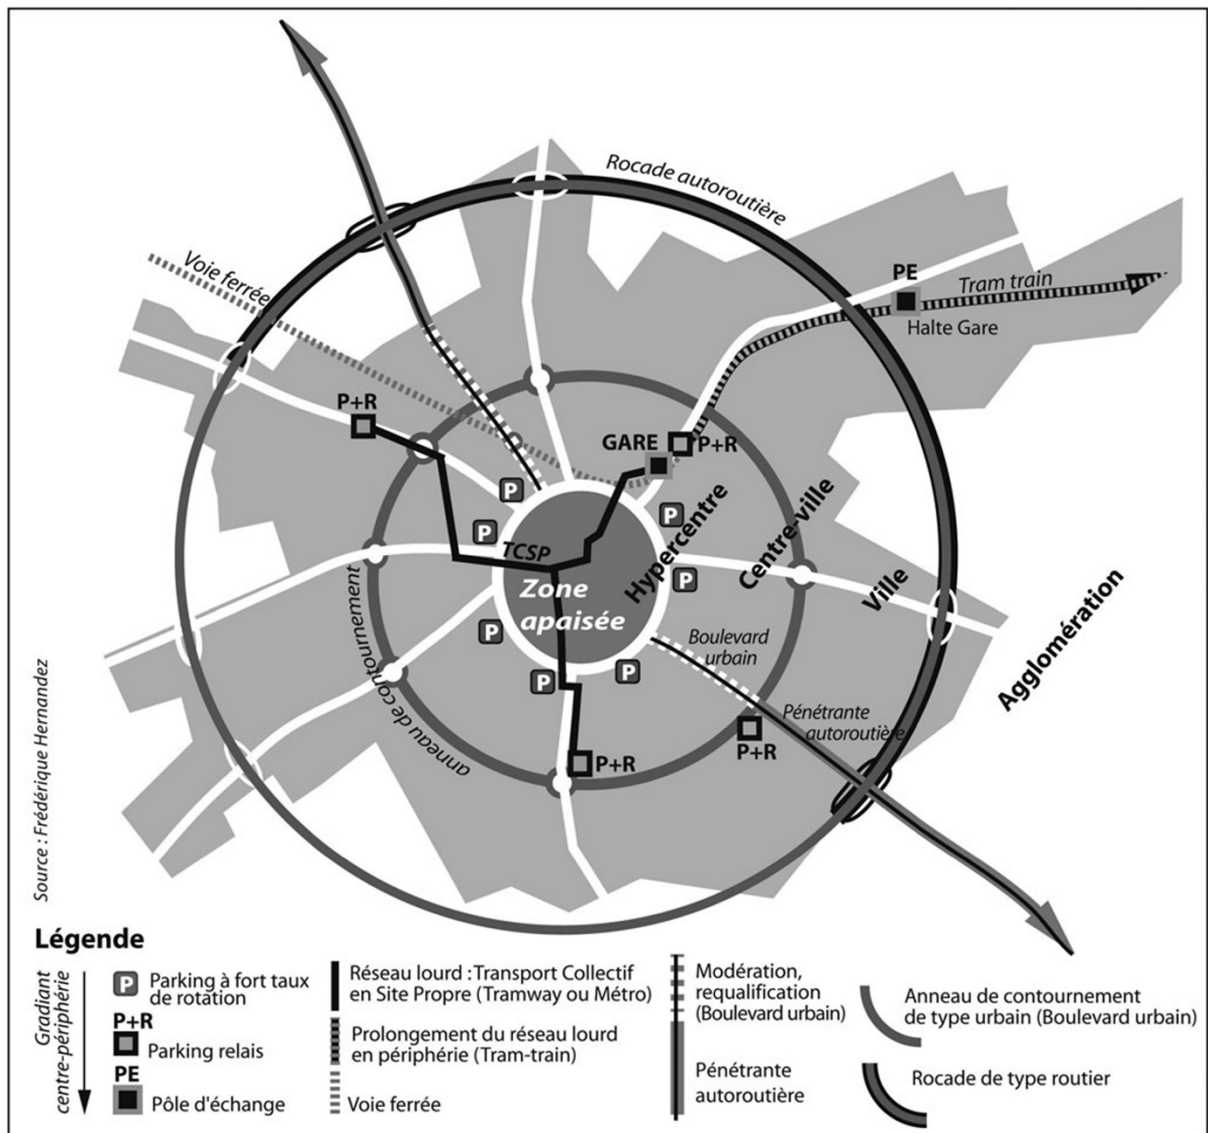 Rocade autoroutière
Voie ferrée
PE
Tram train
Halte Gare
P+R
GARE
P+R
P
P
P
P
TCSP
Zone
apaisée
Hypercentre
Centre-ville
Ville
Agglomération
P
P
P
anneau de contournement
Boulevard
urbain
Pénétrante
autoroutière
P+R
P+R
Source : Frédérique Hernandez
Légende
Gradiant
centre-périphérie
P
Parking à fort taux
de rotation
P+R
Parking relais
PE
Pôle d'échange
Réseau lourd : Transport Collectif
en Site Propre (Tramway ou Métro)
Prolongement du réseau lourd
en périphérie (Tram-train)
Voie ferrée
Modération,
requalification
(Boulevard urbain)
Pénétrante
autoroutière
Anneau de contournement
de type urbain (Boulevard urbain)
Rocade de type routier